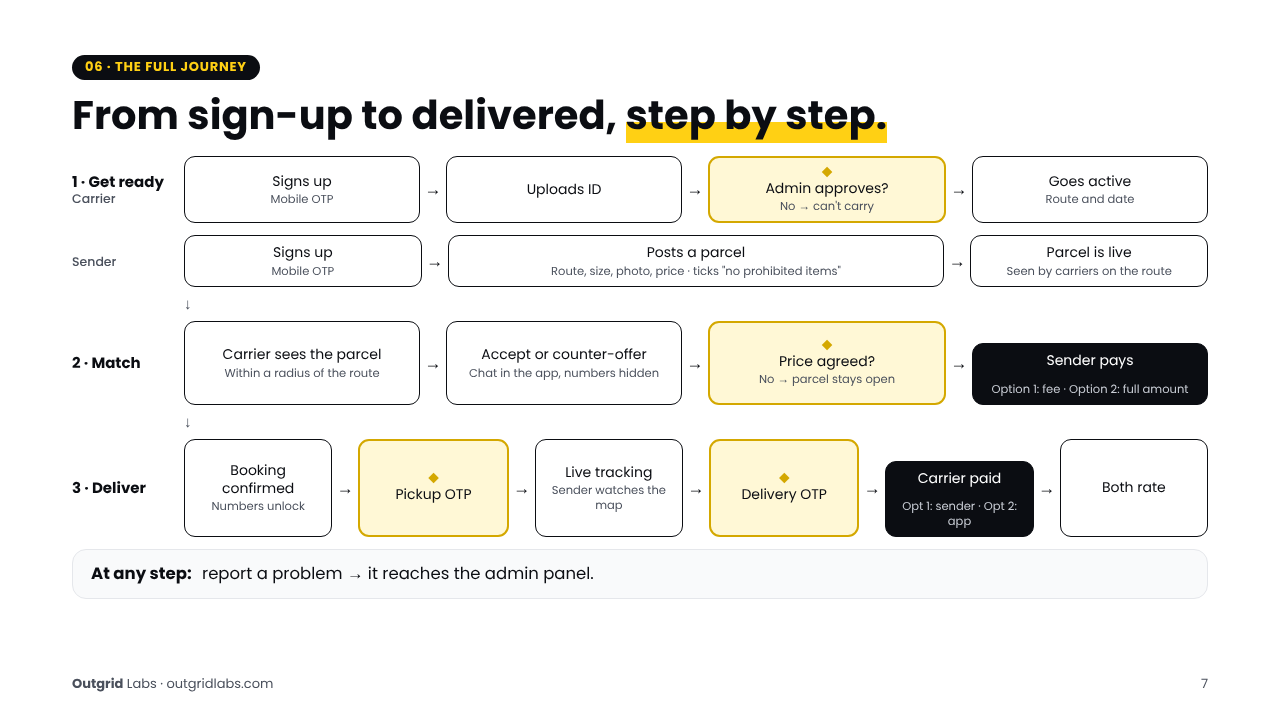 06 · THE FULL JOURNEY
From sign-up to delivered, step by step.
1 · Get ready
Carrier
Signs up
Mobile OTP
→
Uploads ID
→
◆
Admin approves?
No → can't carry
→
Goes active
Route and date
Sender
Signs up
Mobile OTP
→
Posts a parcel
Route, size, photo, price · ticks "no prohibited items"
→
Parcel is live
Seen by carriers on the route
↓
2 · Match
Carrier sees the parcel
Within a radius of the route
→
Accept or counter-offer
Chat in the app, numbers hidden
→
◆
Price agreed?
No → parcel stays open
→
Sender pays
Option 1: fee · Option 2: full amount
↓
3 · Deliver
Booking
confirmed
Numbers unlock
→
◆
Pickup OTP
→
Live tracking
Sender watches the
map
→
◆
Delivery OTP
→
Carrier paid
Opt 1: sender · Opt 2:
app
→
Both rate
At any step: report a problem → it reaches the admin panel.
Outgrid Labs · outgridlabs.com
7